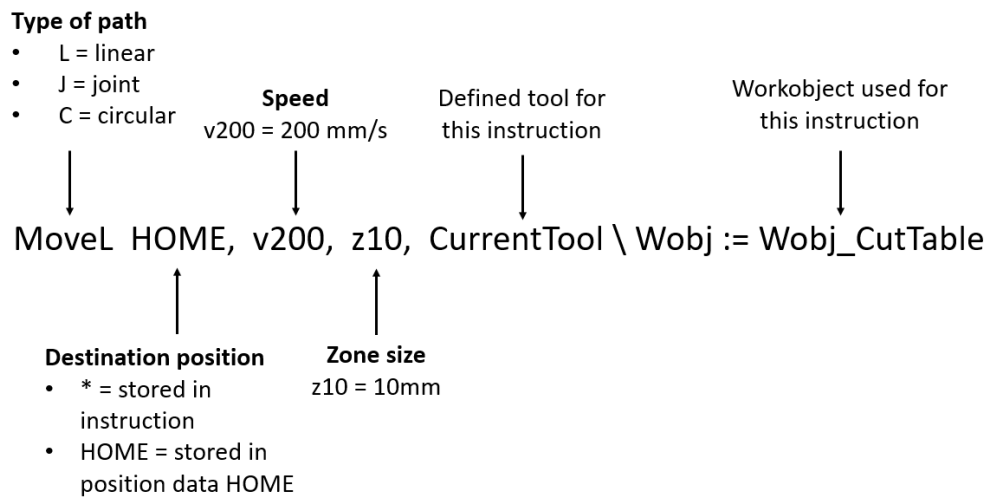 Type of path
• L = linear
• J = joint
• C = circular
Speed
v200 = 200 mm/s
Defined tool for
this instruction
Workobject used for
this instruction
MoveL HOME, v200, z10, CurrentTool \ Wobj := Wobj_CutTable
Destination position
• * = stored in
instruction
• HOME = stored in
position data HOME
Zone size
z10 = 10mm